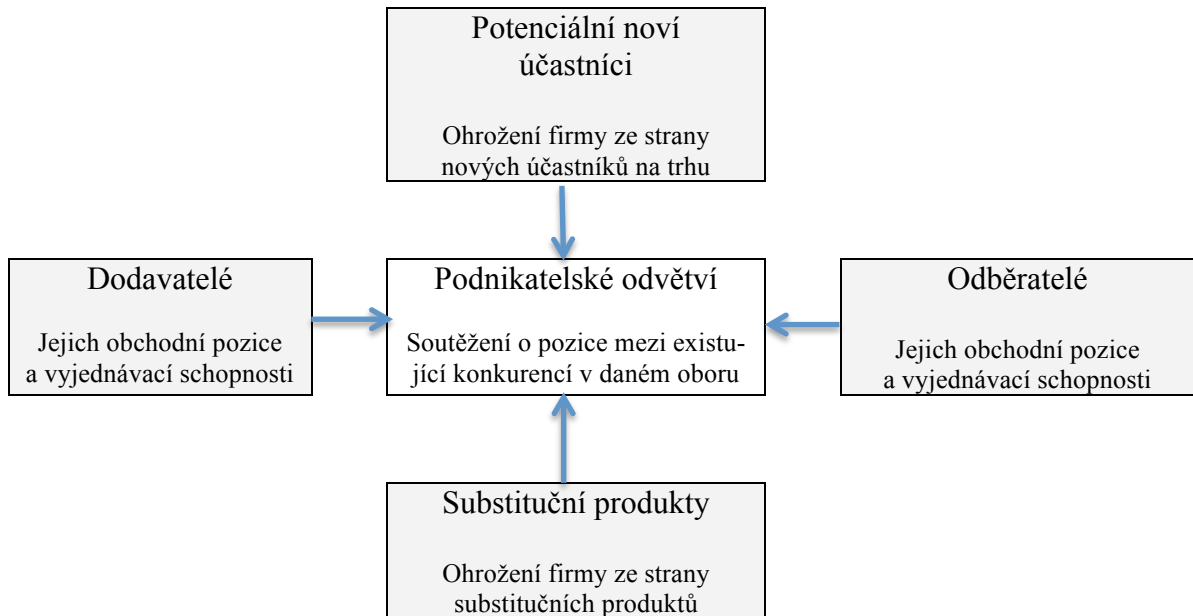 Potenciální noví
účastníci
Ohrožení firmy ze strany
nových účastníků na trhu
Dodavatelé
Jejich obchodní pozice
a vyjednávací schopnosti
Podnikatelské odvětví
Soutěžení o pozice mezi existu-
jící konkurencí v daném oboru
Odběratelé
Jejich obchodní pozice
a vyjednávací schopnosti
Substituční produkty
Ohrožení firmy ze strany
substitučních produktů